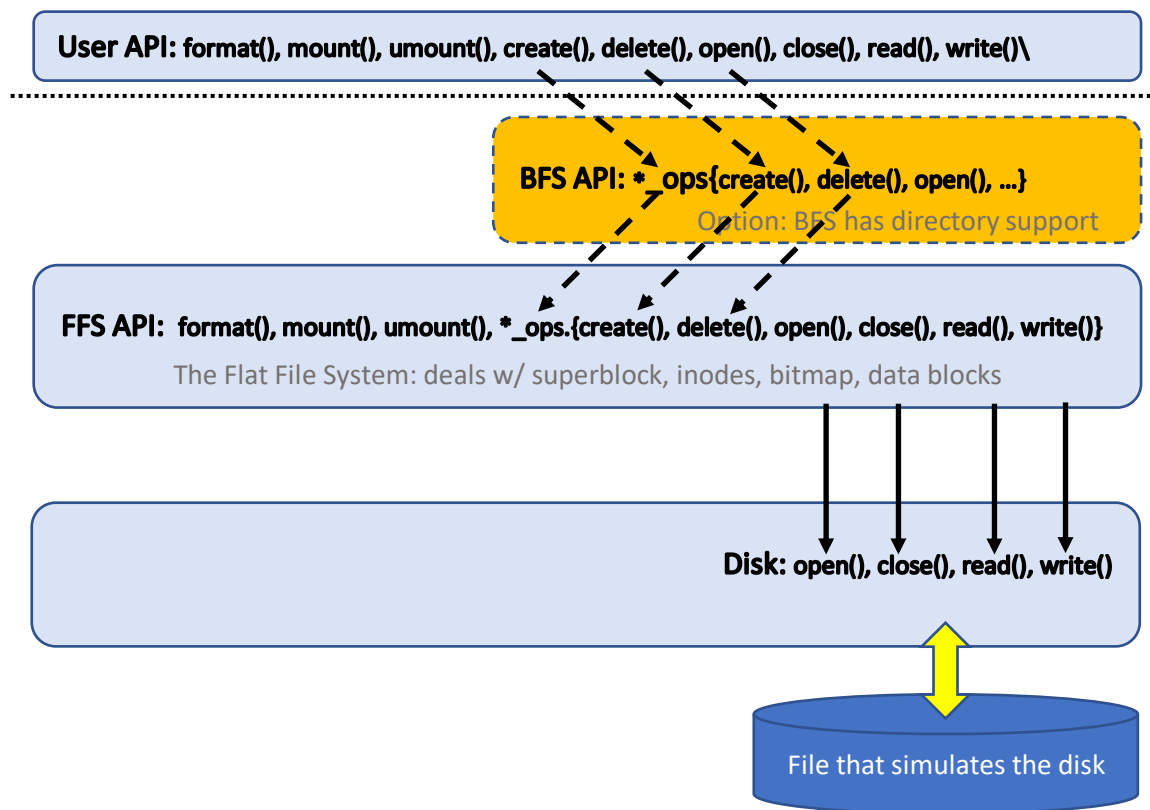 User API: format(), mount(), umount(), create(), delete(), open(), close(), read(), write()\
BFS API: *_ops{create(), delete(), open(), …}
Option: BFS has directory support
FFS API: format(), mount(), umount(), *_ops.{create(), delete(), open(), close(), read(), write()}
The Flat File System: deals w/ superblock, inodes, bitmap, data blocks
Disk: open(), close(), read(), write()
File that simulates the disk